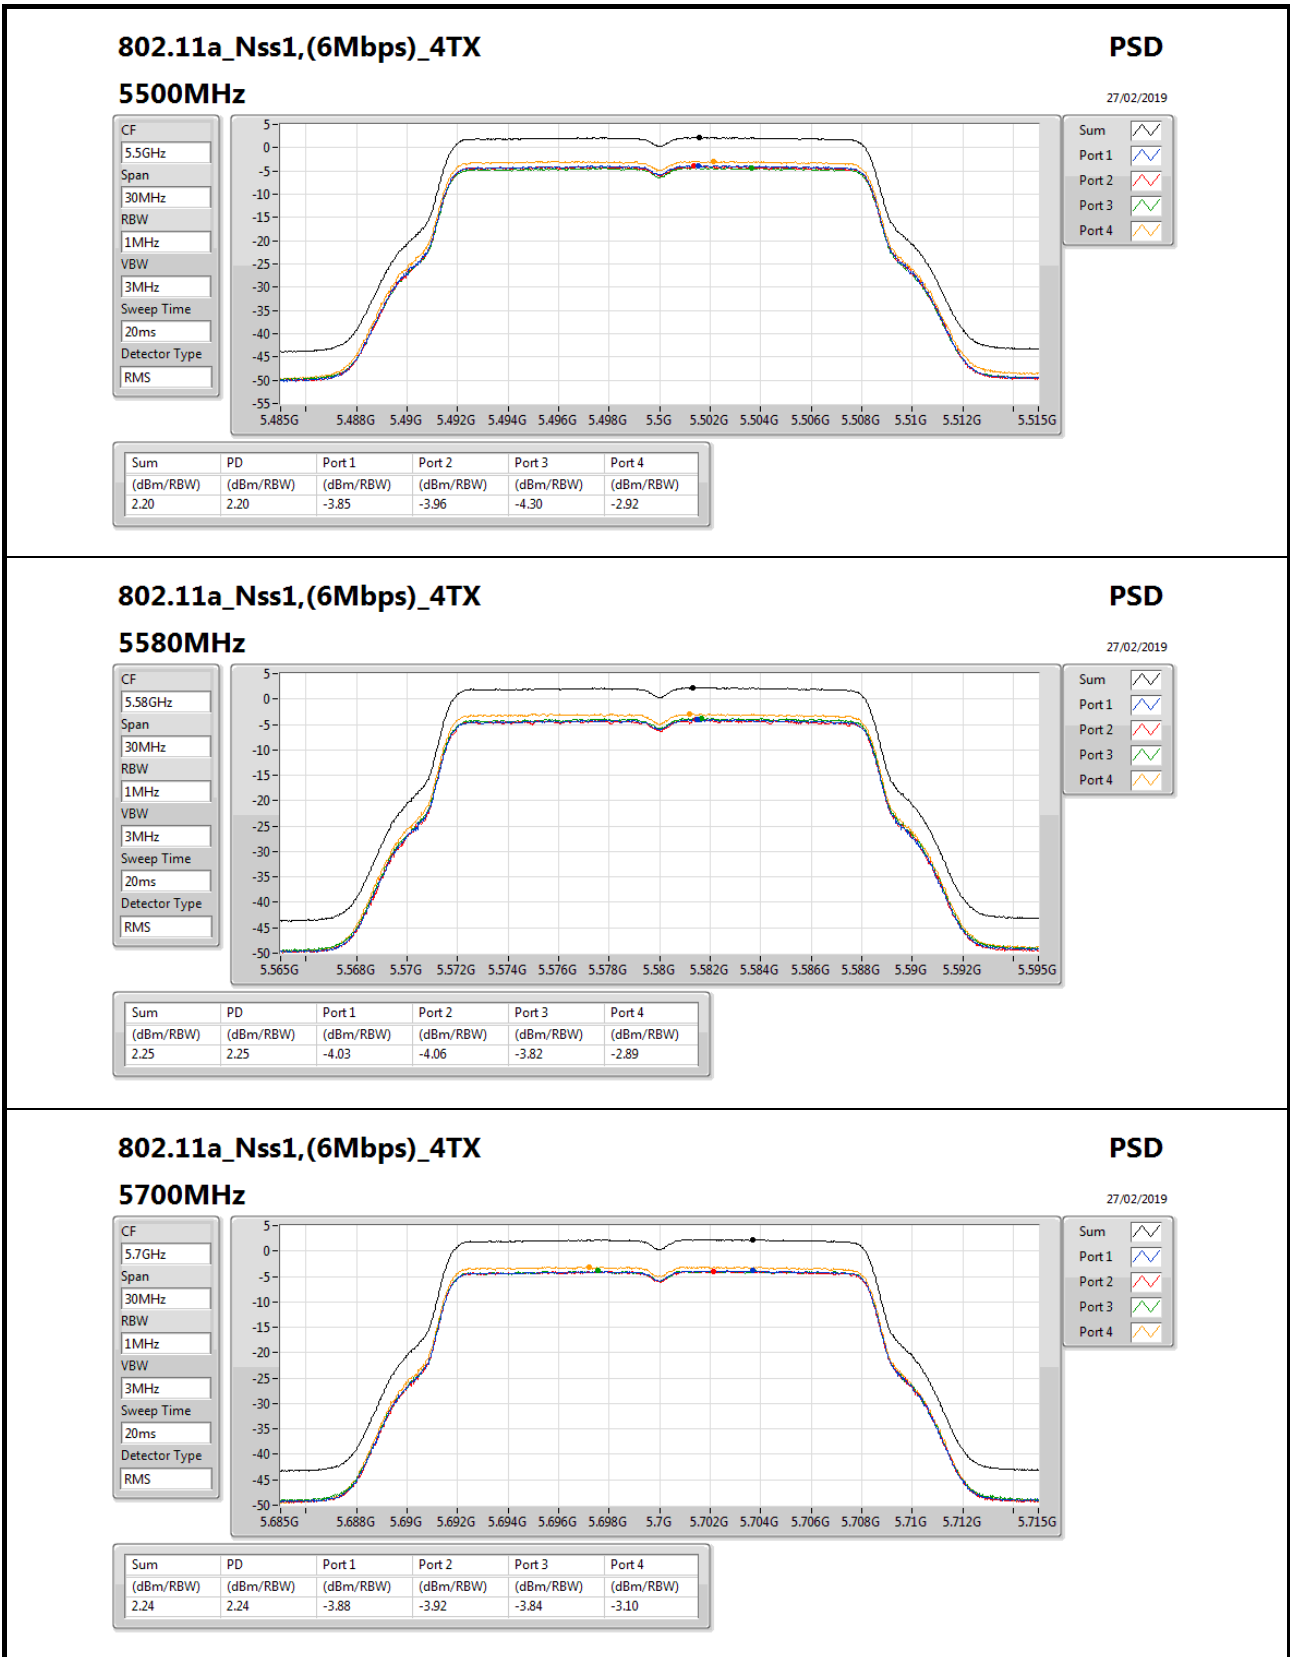 802.11a_Nss1,(6Mbps)_4TX PSD
5500MHz 27/02/2019
CF
5.5GHz
Span
30MHz
RBW
1MHz
VBW
3MHz
Sweep Time
20ms
Detector Type
RMS
5
0
-5
-10
-15
-20
-25
-30
-35
-40
-45
-50
-55
5.485G 5.488G 5.49G 5.492G 5.494G 5.496G 5.498G 5.5G 5.502G 5.504G 5.506G 5.508G 5.51G 5.512G 5.515G
Sum
Port 1
Port 2
Port 3
Port 4
Sum PD Port 1 Port 2 Port 3 Port 4
(dBm/RBW) (dBm/RBW) (dBm/RBW) (dBm/RBW) (dBm/RBW) (dBm/RBW)
2.20 2.20 -3.85 -3.96 -4.30 -2.92
802.11a_Nss1,(6Mbps)_4TX PSD
5580MHz 27/02/2019
CF
5.58GHz
Span
30MHz
RBW
1MHz
VBW
3MHz
Sweep Time
20ms
Detector Type
RMS
5
0
-5
-10
-15
-20
-25
-30
-35
-40
-45
-50
5.565G 5.568G 5.57G 5.572G 5.574G 5.576G 5.578G 5.58G 5.582G 5.584G 5.586G 5.588G 5.59G 5.592G 5.595G
Sum
Port 1
Port 2
Port 3
Port 4
Sum PD Port 1 Port 2 Port 3 Port 4
(dBm/RBW) (dBm/RBW) (dBm/RBW) (dBm/RBW) (dBm/RBW) (dBm/RBW)
2.25 2.25 -4.03 -4.06 -3.82 -2.89
802.11a_Nss1,(6Mbps)_4TX PSD
5700MHz 27/02/2019
CF
5.7GHz
Span
30MHz
RBW
1MHz
VBW
3MHz
Sweep Time
20ms
Detector Type
RMS
5
0
-5
-10
-15
-20
-25
-30
-35
-40
-45
-50
5.685G 5.688G 5.69G 5.692G 5.694G 5.696G 5.698G 5.7G 5.702G 5.704G 5.706G 5.708G 5.71G 5.712G 5.715G
Sum
Port 1
Port 2
Port 3
Port 4
Sum PD Port 1 Port 2 Port 3 Port 4
(dBm/RBW) (dBm/RBW) (dBm/RBW) (dBm/RBW) (dBm/RBW) (dBm/RBW)
2.24 2.24 -3.88 -3.92 -3.84 -3.10